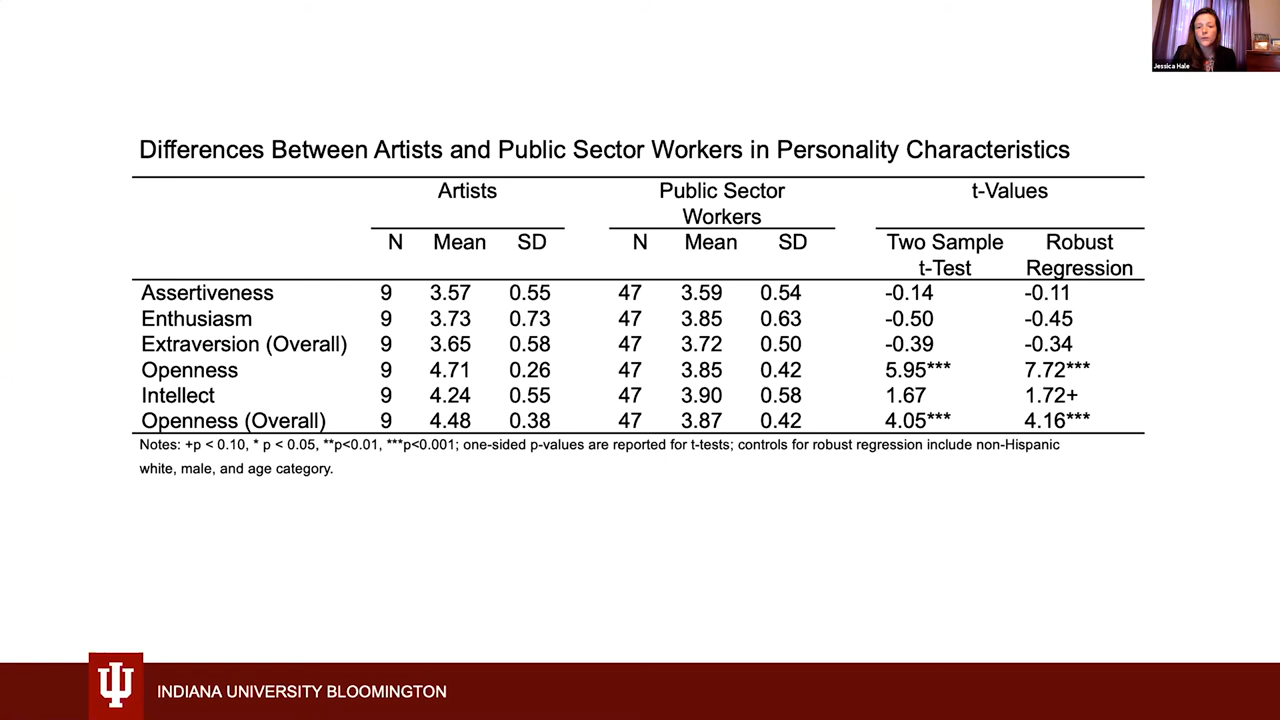 Jessica Hale
Differences Between Artists and Public Sector Workers in Personality Characteristics
Artists Public Sector Workers t-Values
N Mean SD N Mean SD Two Sample t-Test Robust Regression
Assertiveness 9 3.57 0.55 47 3.59 0.54 -0.14 -0.11
Enthusiasm 9 3.73 0.73 47 3.85 0.63 -0.50 -0.45
Extraversion (Overall) 9 3.65 0.58 47 3.72 0.50 -0.39 -0.34
Openness 9 4.71 0.26 47 3.85 0.42 5.95*** 7.72***
Intellect 9 4.24 0.55 47 3.90 0.58 1.67 1.72+
Openness (Overall) 9 4.48 0.38 47 3.87 0.42 4.05*** 4.16***
Notes: +p < 0.10, * p < 0.05, **p<0.01, ***p<0.001; one-sided p-values are reported for t-tests; controls for robust regression include non-Hispanic
white, male, and age category.
INDIANA UNIVERSITY BLOOMINGTON